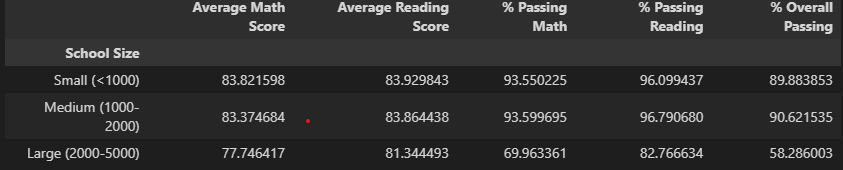 Average Math Score Average Reading Score % Passing Math % Passing Reading % Overall Passing
School Size
Small (<1000) 83.821598 83.929843 93.550225 96.099437 89.883853
Medium (1000-2000) 83.374684 83.864438 93.599695 96.790680 90.621535
Large (2000-5000) 77.746417 81.344493 69.963361 82.766634 58.286003